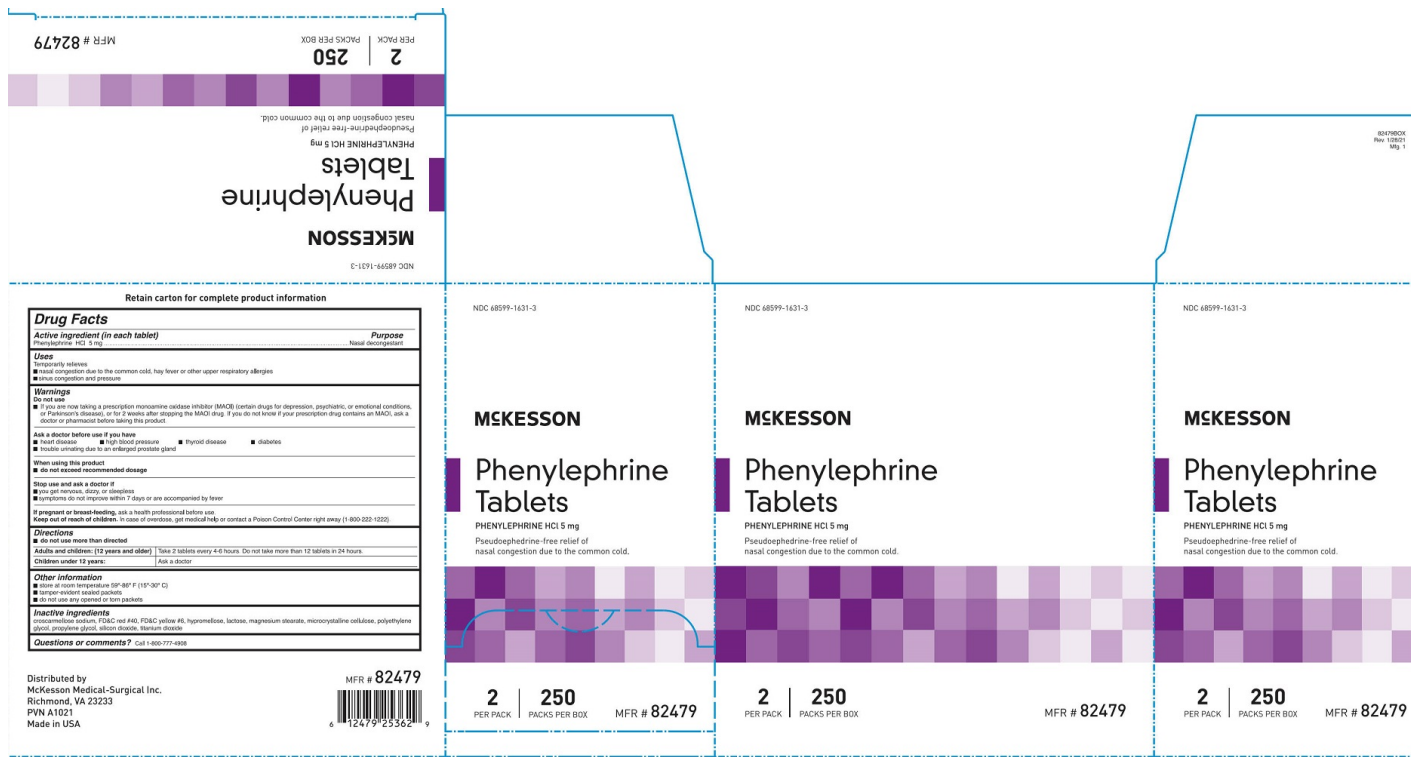 MFR # 82479
2 PER PACK
250 PACKS PER BOX
nasal congestion due to the common cold.
Pseudoephedrine-free relief of
PHENYLEPHRINE HCl 5 mg
Tablets
Phenylephrine
MCKESSON
NDC 68599-1631-3
82479BOX
Rev. 1/28/21
Mfg. 1
Retain carton for complete product information
Drug Facts
Active ingredient (in each tablet) Purpose
Phenylephrine HCl 5 mg Nasal decongestant
Uses
Temporarily relieves
■ nasal congestion due to the common cold, hay fever or other upper respiratory allergies
■ sinus congestion and pressure
Warnings
Do not use
■ If you are now taking a prescription monoamine oxidase inhibitor (MAOI) (certain drugs for depression, psychiatric, or emotional conditions,
or Parkinson's disease), or for 2 weeks after stopping the MAOI drug. If you do not know if your prescription drug contains an MAOI, ask a
doctor or pharmacist before taking this product
Ask a doctor before use if you have
■ heart disease ■ high blood pressure ■ thyroid disease ■ diabetes
■ trouble urinating due to an enlarged prostate gland
When using this product
■ do not exceed recommended dosage
Stop use and ask a doctor if
■ you get nervous, dizzy, or sleepless
■ symptoms do not improve within 7 days or are accompanied by fever
If pregnant or breast-feeding, ask a health professional before use
Keep out of reach of children. In case of overdose, get medical help or contact a Poison Control Center right away (1-800-222-1222)
Directions
■ do not use more than directed
Adults and children: (12 years and older) Take 2 tablets every 4-6 hours. Do not take more than 12 tablets in 24 hours.
Children under 12 years: Ask a doctor
Other information
■ store at room temperature 59°-86° F (15°-30° C)
■ tamper-evident sealed packets
■ do not use any opened or torn packets
Inactive ingredients
croscarmellose sodium, FD&C red #40, FD&C yellow #6, hypromellose, lactose, magnesium stearate, microcrystalline cellulose, polyethylene
glycol, propylene glycol, silicon dioxide, titanium dioxide
Questions or comments? Call 1-800-777-4908
Distributed by
McKesson Medical-Surgical Inc.
Richmond, VA 23233
PVN A1021
Made in USA
MFR # 82479
6 12479 25362 9
NDC 68599-1631-3
MCKESSON
Phenylephrine
Tablets
PHENYLEPHRINE HCl 5 mg
Pseudoephedrine-free relief of
nasal congestion due to the common cold.
2 PER PACK
250 PACKS PER BOX
MFR # 82479
MCKESSON
Phenylephrine
Tablets
PHENYLEPHRINE HCl 5 mg
Pseudoephedrine-free relief of
nasal congestion due to the common cold.
2 PER PACK
250 PACKS PER BOX
MFR # 82479
NDC 68599-1631-3
MCKESSON
Phenylephrine
Tablets
PHENYLEPHRINE HCl 5 mg
Pseudoephedrine-free relief of
nasal congestion due to the common cold.
2 PER PACK
250 PACKS PER BOX
MFR # 82479